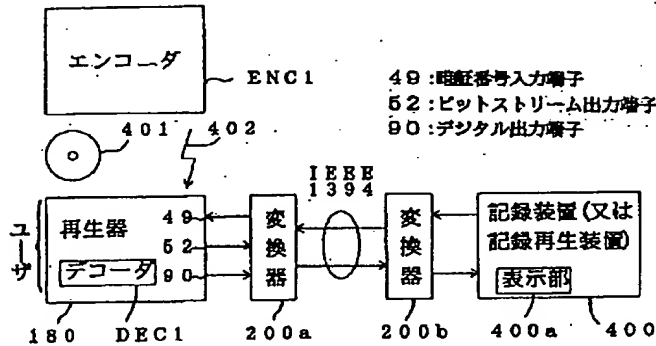 エンコーダ
ENC1
49:暗証番号入力端子
52:ビットストリーム出力端子
90:デジタル出力端子
401
402
IEEE
1394
ユーザ
再生器
49
52
90
デコーダ
変換器
変換器
記録装置(又は
記録再生装置)
表示部
180
DEC1
200a
200b
400a
400